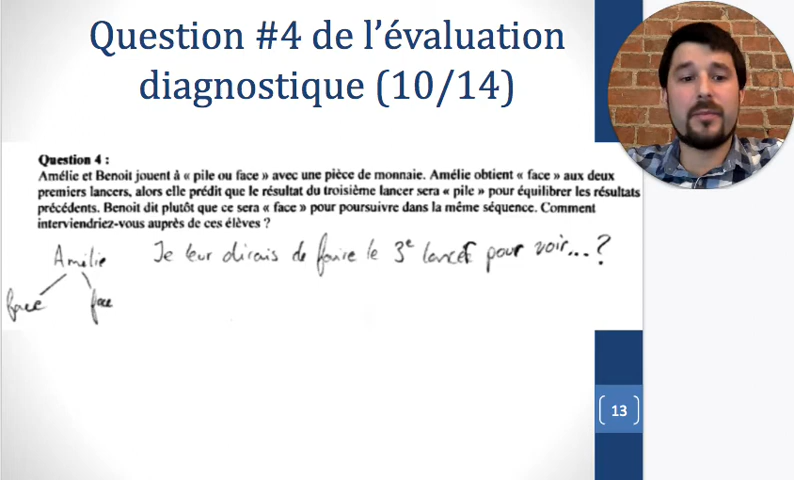 Question #4 de l’évaluation
diagnostique (10/14)
Question 4 :
Amélie et Benoit jouent à « pile ou face » avec une pièce de monnaie. Amélie obtient « face » aux deux
premiers lancers, alors elle prédit que le résultat du troisième lancer sera « pile » pour équilibrer les résultats
précédents. Benoit dit plutôt que ce sera « face » pour poursuivre dans la même séquence. Comment
interviendriez-vous auprès de ces élèves ?
Amélie Je leur dirais de faire le 3e lancer pour voir...?
face face
13